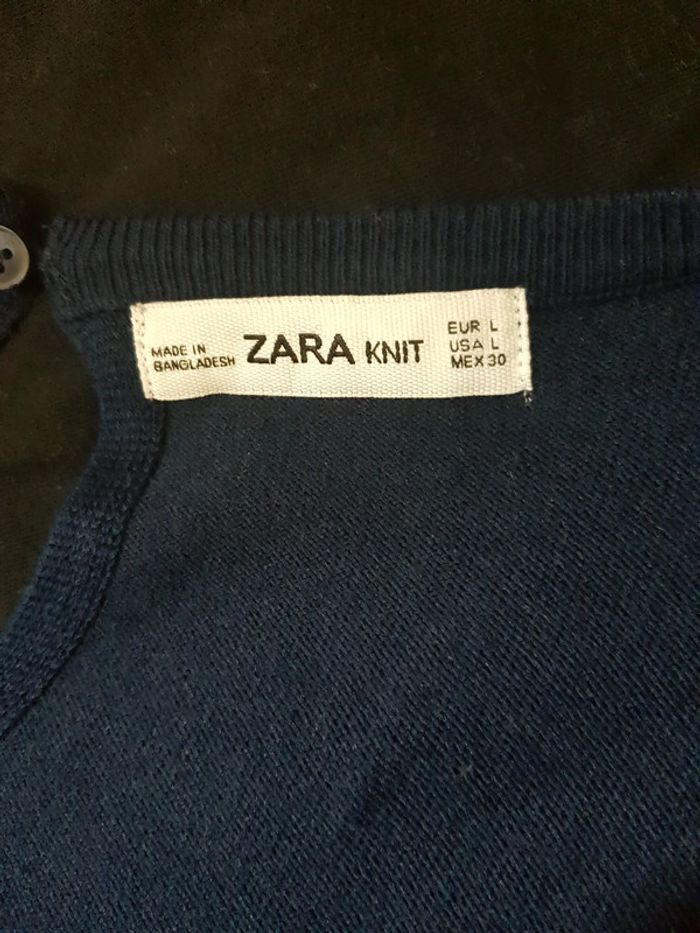 MADE IN
BANGLADESH
ZARA KNIT
EUR L
USA L
MEX 30